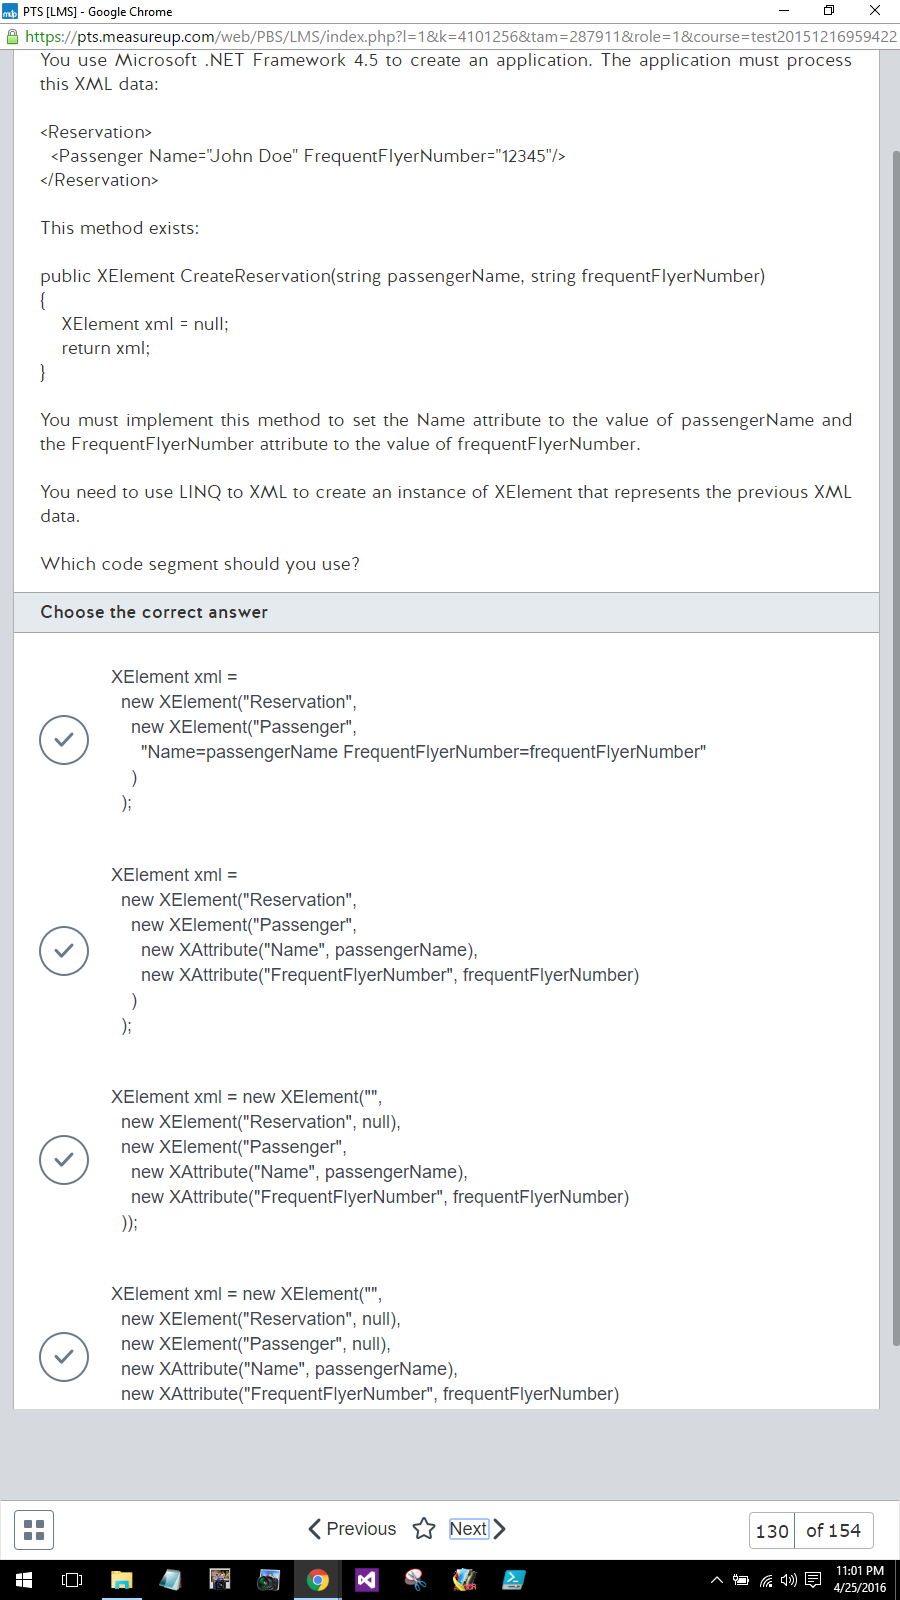 PTS [LMS] - Google Chrome
https://pts.measureup.com/web/PBS/LMS/index.php?l=1&k=4101256&tam=287911&role=1&course=test20151216959422
You use Microsoft .NET Framework 4.5 to create an application. The application must process
this XML data:
<Reservation>
<Passenger Name="John Doe" FrequentFlyerNumber="12345"/>
</Reservation>
This method exists:
public XElement CreateReservation(string passengerName, string frequentFlyerNumber)
{
XElement xml = null;
return xml;
}
You must implement this method to set the Name attribute to the value of passengerName and
the FrequentFlyerNumber attribute to the value of frequentFlyerNumber.
You need to use LINQ to XML to create an instance of XElement that represents the previous XML
data.
Which code segment should you use?
Choose the correct answer
XElement xml =
new XElement("Reservation",
new XElement("Passenger",
"Name=passengerName FrequentFlyerNumber=frequentFlyerNumber"
)
);
XElement xml =
new XElement("Reservation",
new XElement("Passenger",
new XAttribute("Name", passengerName),
new XAttribute("FrequentFlyerNumber", frequentFlyerNumber)
)
);
XElement xml = new XElement("",
new XElement("Reservation", null),
new XElement("Passenger",
new XAttribute("Name", passengerName),
new XAttribute("FrequentFlyerNumber", frequentFlyerNumber)
));
XElement xml = new XElement("",
new XElement("Reservation", null),
new XElement("Passenger", null),
new XAttribute("Name", passengerName),
new XAttribute("FrequentFlyerNumber", frequentFlyerNumber)
Previous Next 130 of 154
11:01 PM
4/25/2016